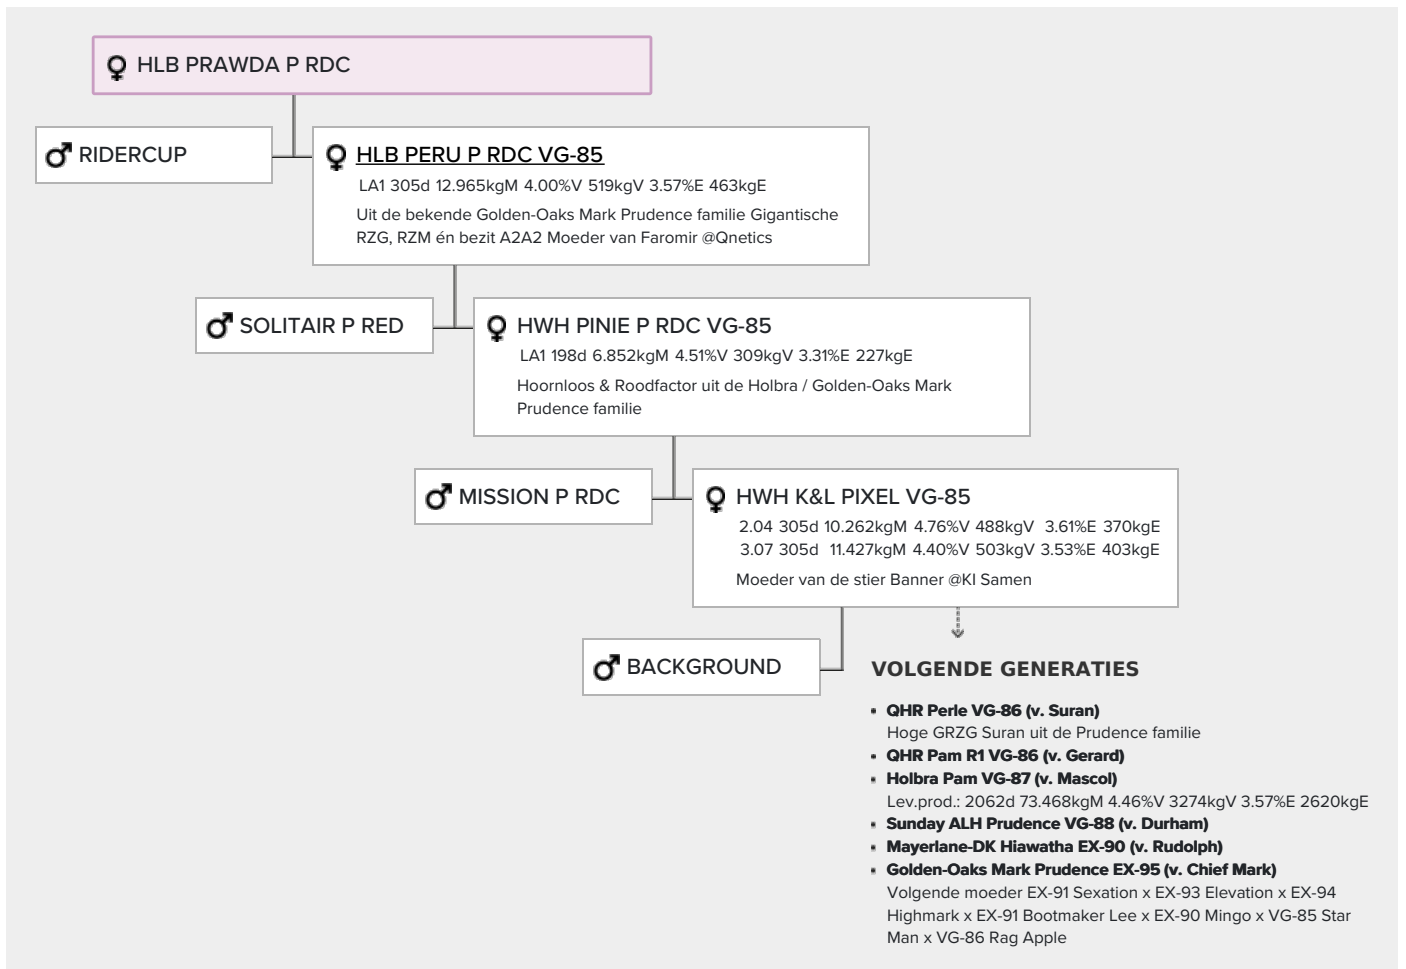 HLB PRAWDA P RDC
RIDERCUP
HLB PERU P RDC VG-85
LA1 305d 12.965kgM 4.00%V 519kgV 3.57%E 463kgE
Uit de bekende Golden-Oaks Mark Prudence familie Gigantische
RZG, RZM én bezit A2A2 Moeder van Faromir @Qnetics
SOLITAIR P RED
HWH PINIE P RDC VG-85
LA1 198d 6.852kgM 4.51%V 309kgV 3.31%E 227kgE
Hoornloos & Roodfactor uit de Holbra / Golden-Oaks Mark
Prudence familie
MISSION P RDC
HWH K&L PIXEL VG-85
2.04 305d 10.262kgM 4.76%V 488kgV 3.61%E 370kgE
3.07 305d 11.427kgM 4.40%V 503kgV 3.53%E 403kgE
Moeder van de stier Banner @KI Samen
BACKGROUND
VOLGENDE GENERATIES
QHR Perle VG-86 (v. Suran)
Hoge GRZG Suran uit de Prudence familie
QHR Pam R1 VG-86 (v. Gerard)
Holbra Pam VG-87 (v. Mascol)
Lev.prod.: 2062d 73.468kgM 4.46%V 3274kgV 3.57%E 2620kgE
Sunday ALH Prudence VG-88 (v. Durham)
Mayerlane-DK Hiawatha EX-90 (v. Rudolph)
Golden-Oaks Mark Prudence EX-95 (v. Chief Mark)
Volgende moeder EX-91 Sexation x EX-93 Elevation x EX-94
Highmark x EX-91 Bootmaker Lee x EX-90 Mingo x VG-85 Star
Man x VG-86 Rag Apple